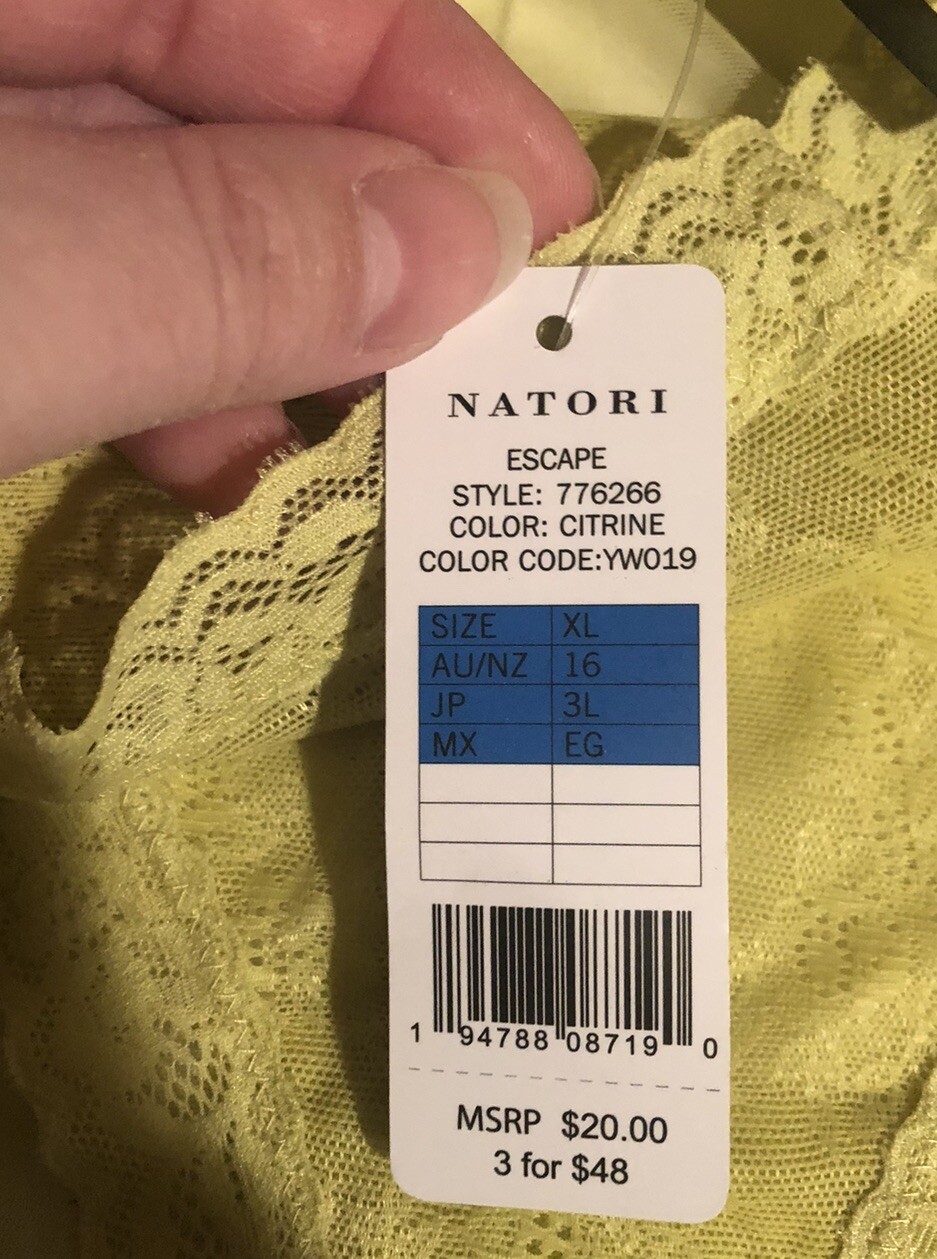 NATORI
ESCAPE
STYLE: 776266
COLOR: CITRINE
COLOR CODE:YW019
SIZE XL
AU/NZ 16
JP 3L
MX EG
1 94788 08719 0
MSRP $20.00
3 for $48